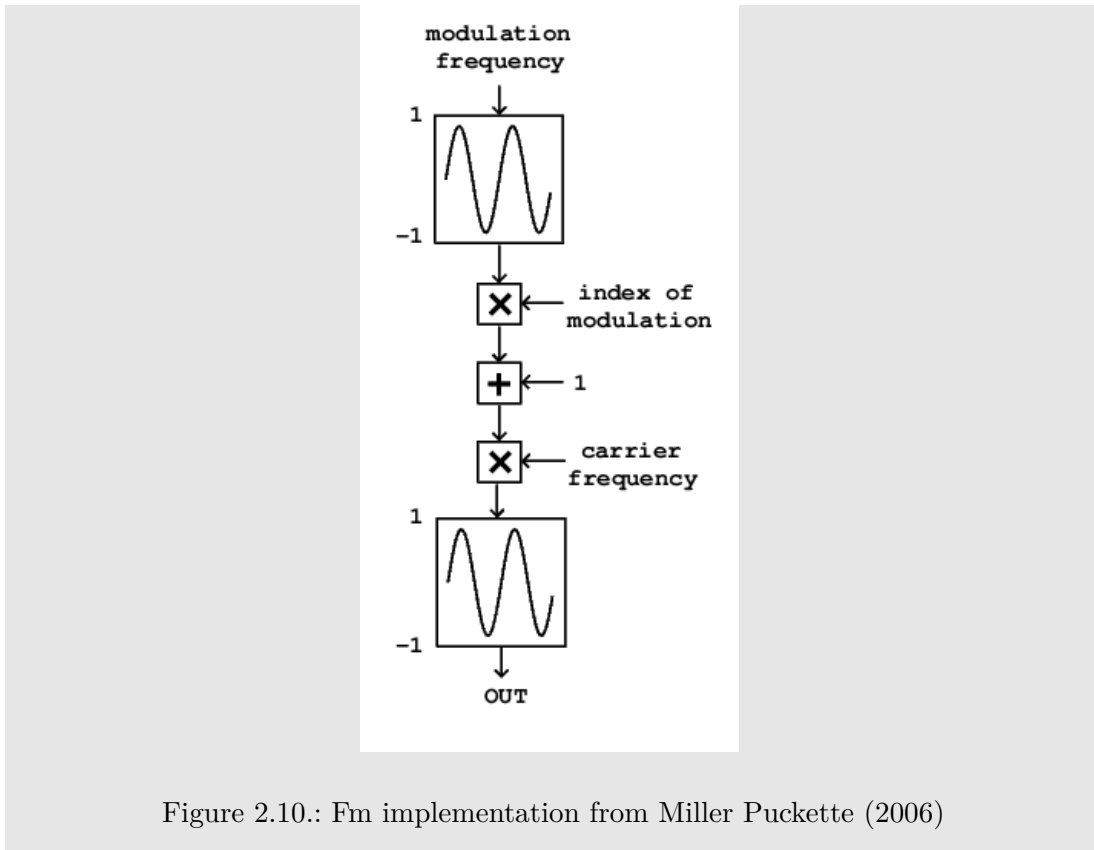 modulation
frequency
1
-1
index of
modulation
1
carrier
frequency
1
-1
OUT
Figure 2.10.: Fm implementation from Miller Puckette (2006)